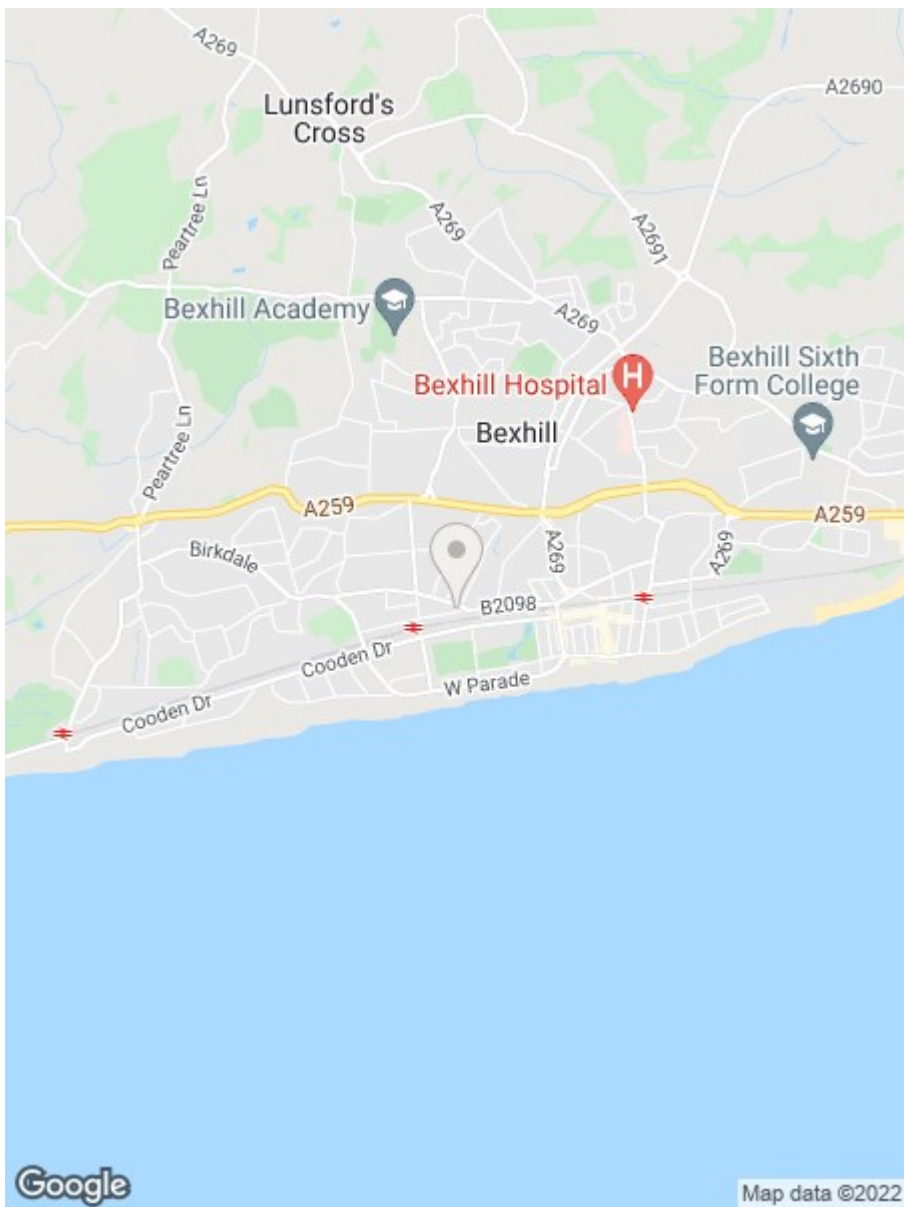 A269
A2690
Lunsford's
Cross
Peartree Ln
A269
A2691
Bexhill Academy
A269
Bexhill Sixth
Form College
Bexhill Hospital
H
Bexhill
Peartree Ln
A259
A259
Birkdale
A269
A269
B2098
Cooden Dr
W Parade
Cooden Dr
Google
Map data ©2022